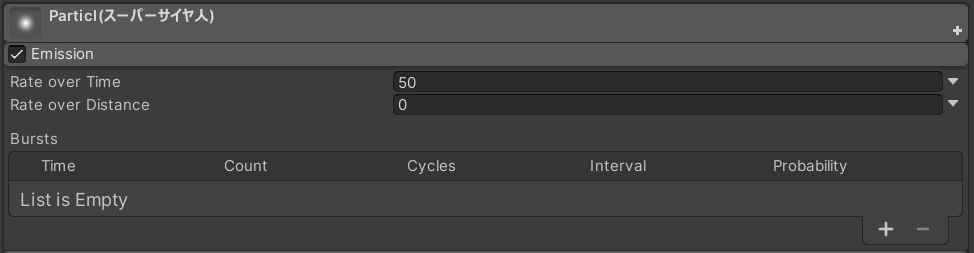 Particl(スーパーサイヤ人)
Emission
Rate over Time 50
Rate over Distance 0
Bursts
Time Count Cycles Interval Probability
List is Empty